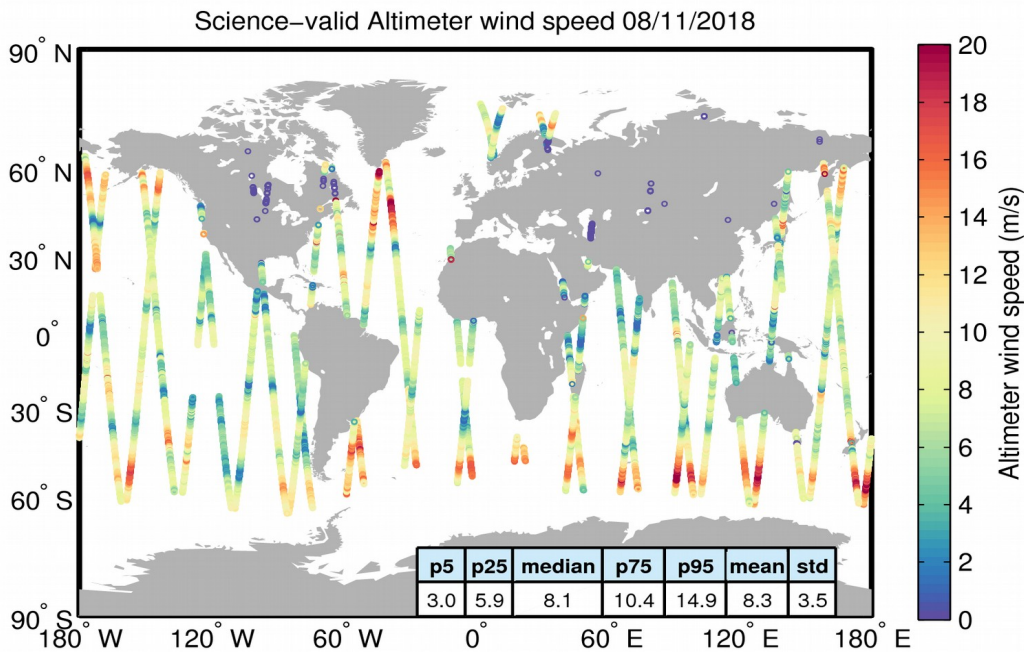 Science−valid Altimeter wind speed 08/11/2018
90° N
60° N
30° N
0°
30° S
60° S
90° S
180° W
120° W
60° W
0°
60° E
120° E
180° E
p5 p25 median p75 p95 mean std
3.0 5.9 8.1 10.4 14.9 8.3 3.5
20
18
16
14
12
10
8
6
4
2
0
Altimeter wind speed (m/s)